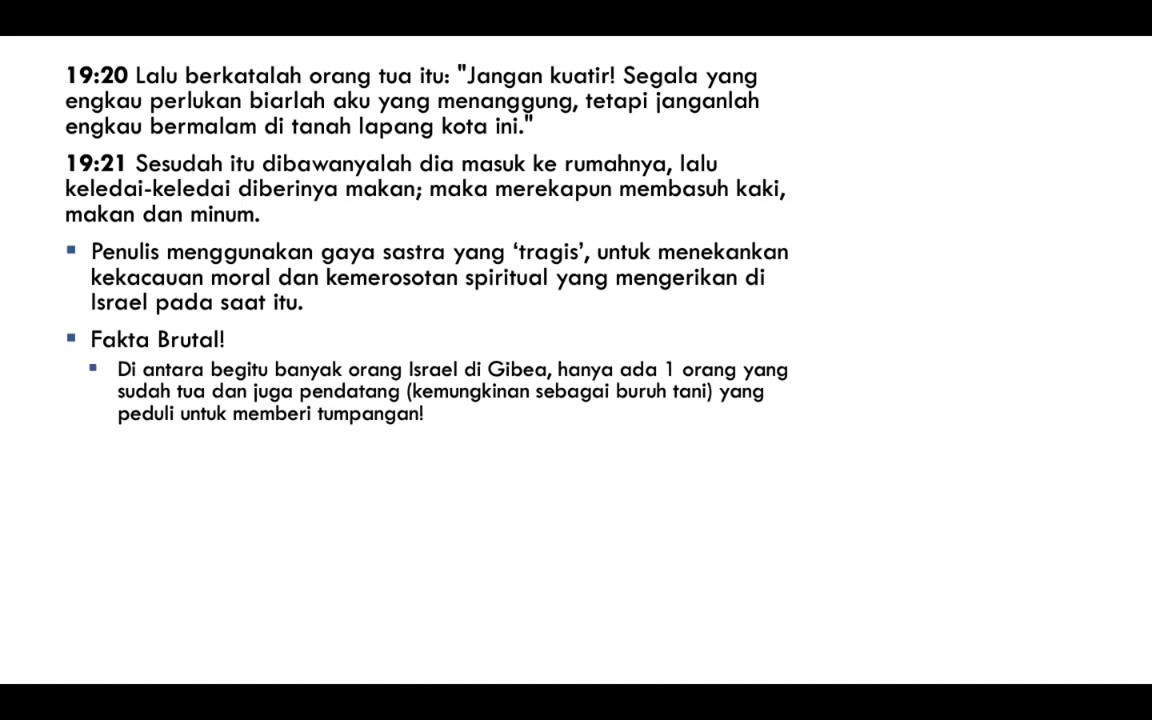 19:20 Lalu berkatalah orang tua itu: "Jangan kuatir! Segala yang
engkau perlukan biarlah aku yang menanggung, tetapi janganlah
engkau bermalam di tanah lapang kota ini."
19:21 Sesudah itu dibawanyalah dia masuk ke rumahnya, lalu
keledai-keledai diberinya makan; maka merekapun membasuh kaki,
makan dan minum.
▪ Penulis menggunakan gaya sastra yang ‘tragis’, untuk menekankan
kekacauan moral dan kemerosotan spiritual yang mengerikan di
Israel pada saat itu.
▪ Fakta Brutal!
▪ Di antara begitu banyak orang Israel di Gibea, hanya ada 1 orang yang
sudah tua dan juga pendatang (kemungkinan sebagai buruh tani) yang
peduli untuk memberi tumpangan!